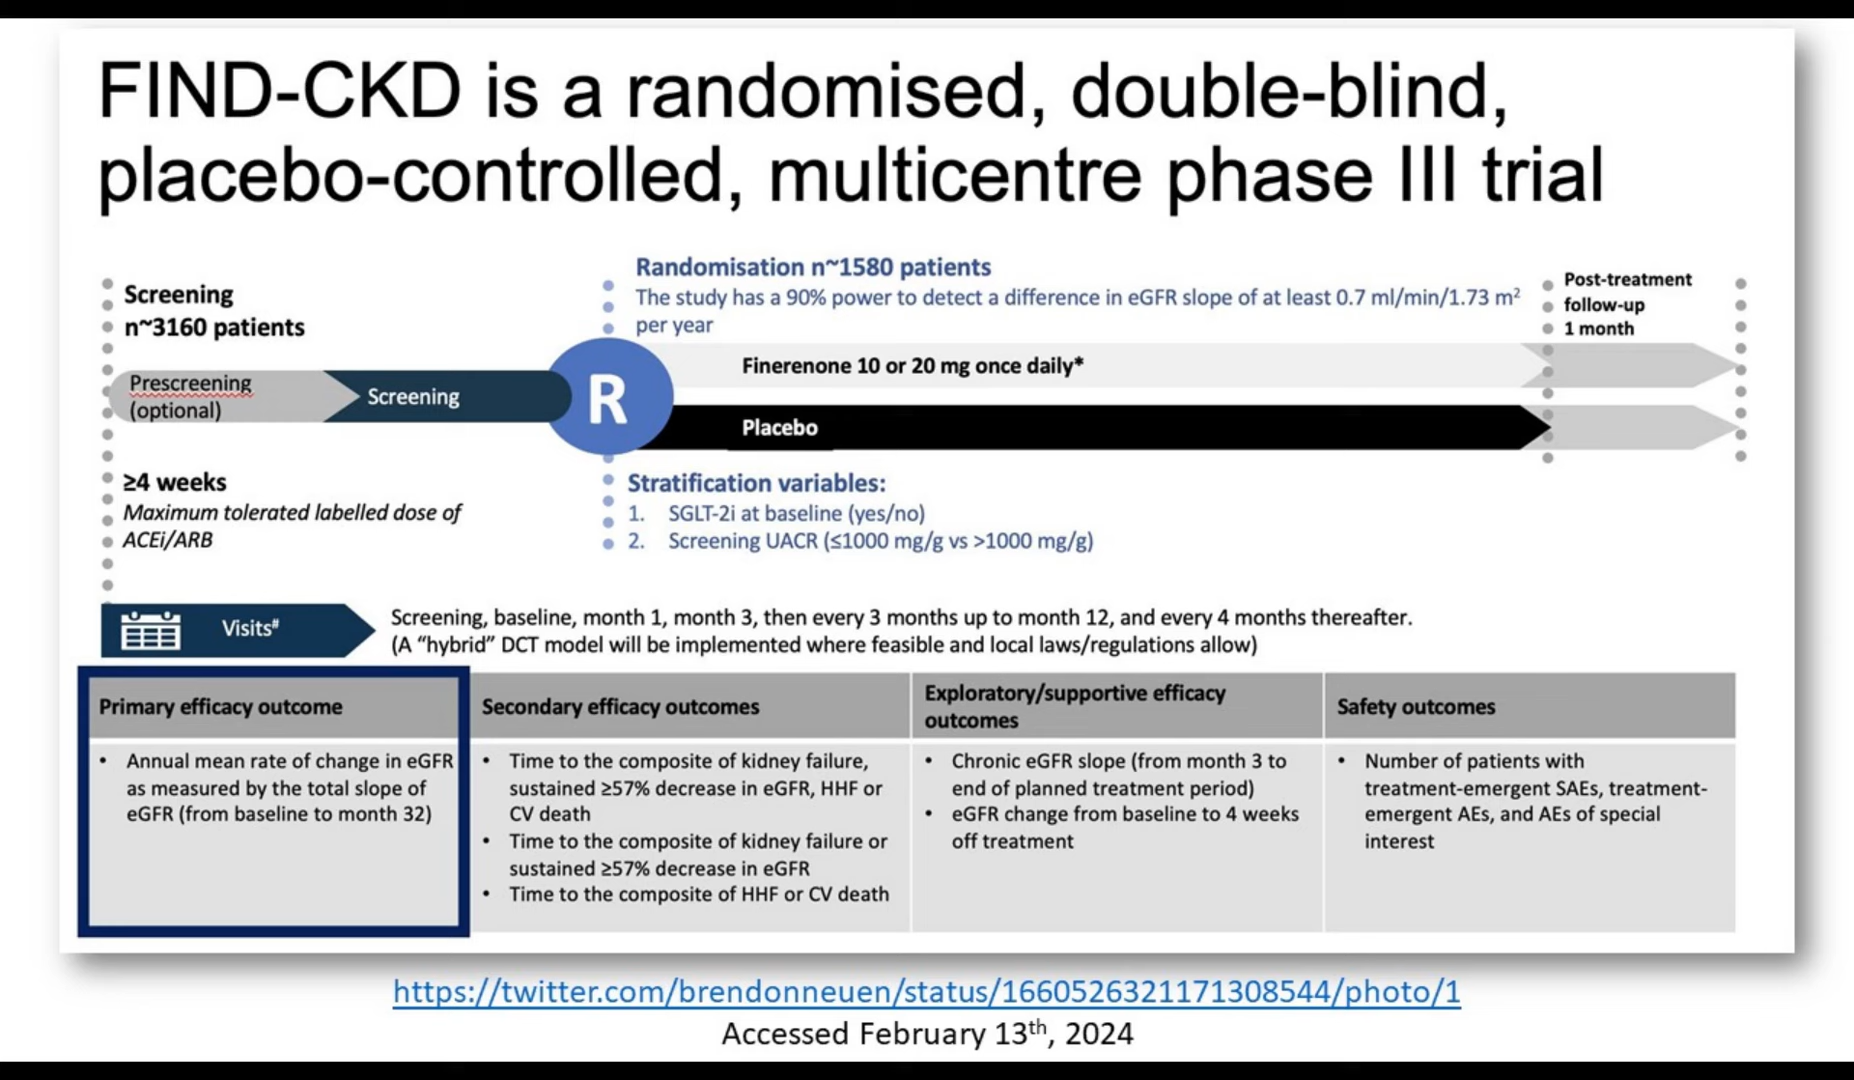 FIND-CKD is a randomised, double-blind,
placebo-controlled, multicentre phase III trial
Screening
n~3160 patients
Randomisation n~1580 patients
The study has a 90% power to detect a difference in eGFR slope of at least 0.7 ml/min/1.73 m²
per year
Post-treatment
follow-up
1 month
Prescreening
(optional)
Screening
R
Finerenone 10 or 20 mg once daily*
Placebo
≥4 weeks
Maximum tolerated labelled dose of
ACEi/ARB
Stratification variables:
1. SGLT-2i at baseline (yes/no)
2. Screening UACR (≤1000 mg/g vs >1000 mg/g)
Visits#
Screening, baseline, month 1, month 3, then every 3 months up to month 12, and every 4 months thereafter.
(A “hybrid” DCT model will be implemented where feasible and local laws/regulations allow)
Primary efficacy outcome
• Annual mean rate of change in eGFR
as measured by the total slope of
eGFR (from baseline to month 32)
Secondary efficacy outcomes
• Time to the composite of kidney failure,
sustained ≥57% decrease in eGFR, HHF or
CV death
• Time to the composite of kidney failure or
sustained ≥57% decrease in eGFR
• Time to the composite of HHF or CV death
Exploratory/supportive efficacy
outcomes
• Chronic eGFR slope (from month 3 to
end of planned treatment period)
• eGFR change from baseline to 4 weeks
off treatment
Safety outcomes
• Number of patients with
treatment-emergent SAEs, treatment-
emergent AEs, and AEs of special
interest
https://twitter.com/brendonneuen/status/1660526321171308544/photo/1
Accessed February 13th, 2024